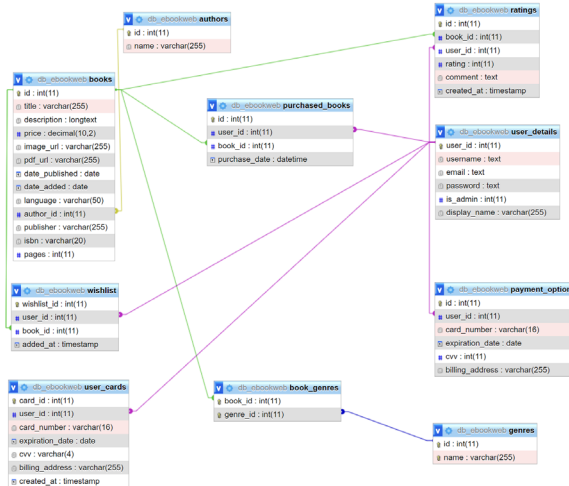 db_ebookweb authors
id : int(11)
name : varchar(255)
db_ebookweb ratings
id : int(11)
book_id : int(11)
user_id : int(11)
rating : int(11)
comment : text
created_at : timestamp
db_ebookweb books
id : int(11)
title : varchar(255)
description : longtext
price : decimal(10,2)
image_url : varchar(255)
pdf_url : varchar(255)
date_published : date
date_added : date
language : varchar(50)
author_id : int(11)
publisher : varchar(255)
isbn : varchar(20)
pages : int(11)
db_ebookweb purchased_books
id : int(11)
user_id : int(11)
book_id : int(11)
purchase_date : datetime
db_ebookweb user_details
user_id : int(11)
username : text
email : text
password : text
is_admin : int(11)
display_name : varchar(255)
db_ebookweb wishlist
wishlist_id : int(11)
user_id : int(11)
book_id : int(11)
added_at : timestamp
db_ebookweb payment_option
id : int(11)
user_id : int(11)
card_number : varchar(16)
expiration_date : date
cvv : int(11)
billing_address : varchar(255)
db_ebookweb user_cards
card_id : int(11)
user_id : int(11)
card_number : varchar(16)
expiration_date : date
cvv : varchar(4)
billing_address : varchar(255)
created_at : timestamp
db_ebookweb book_genres
book_id : int(11)
genre_id : int(11)
db_ebookweb genres
id : int(11)
name : varchar(255)